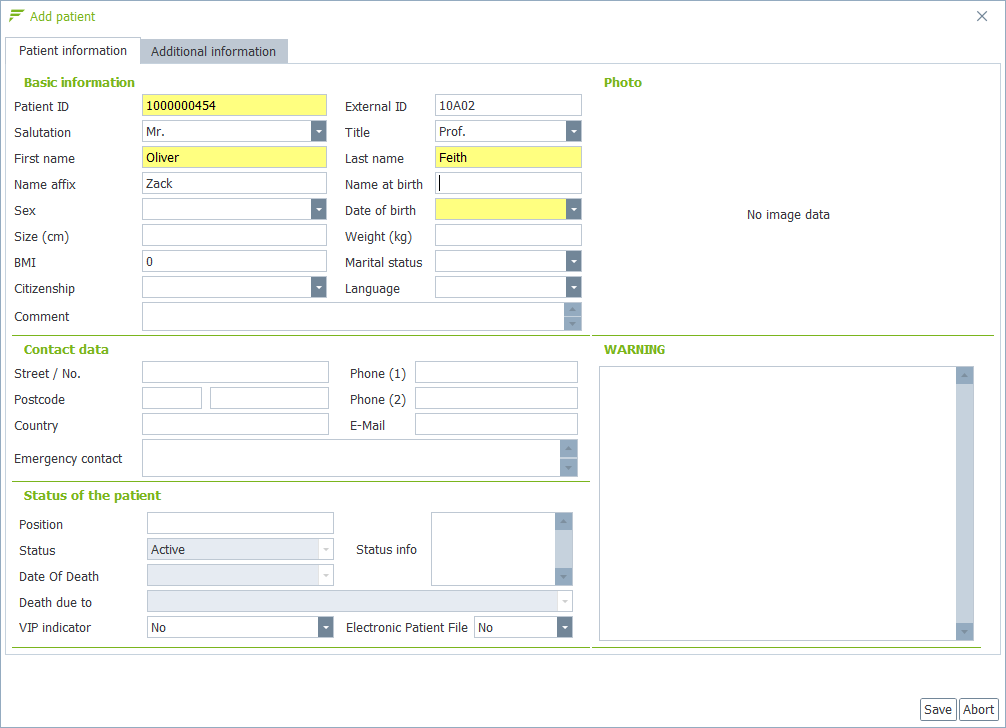 Add patient
Patient information Additional information
Basic information
Patient ID 1000000454 External ID 10A02
Salutation Mr. Title Prof.
First name Oliver Last name Feith
Name affix Zack Name at birth
Sex Date of birth
Size (cm) Weight (kg)
BMI 0 Marital status
Citizenship Language
Comment
Photo
No image data
Contact data
Street / No. Phone (1)
Postcode Phone (2)
Country E-Mail
Emergency contact
WARNING
Status of the patient
Position
Status Active Status info
Date Of Death
Death due to
VIP indicator No Electronic Patient File No
Save Abort